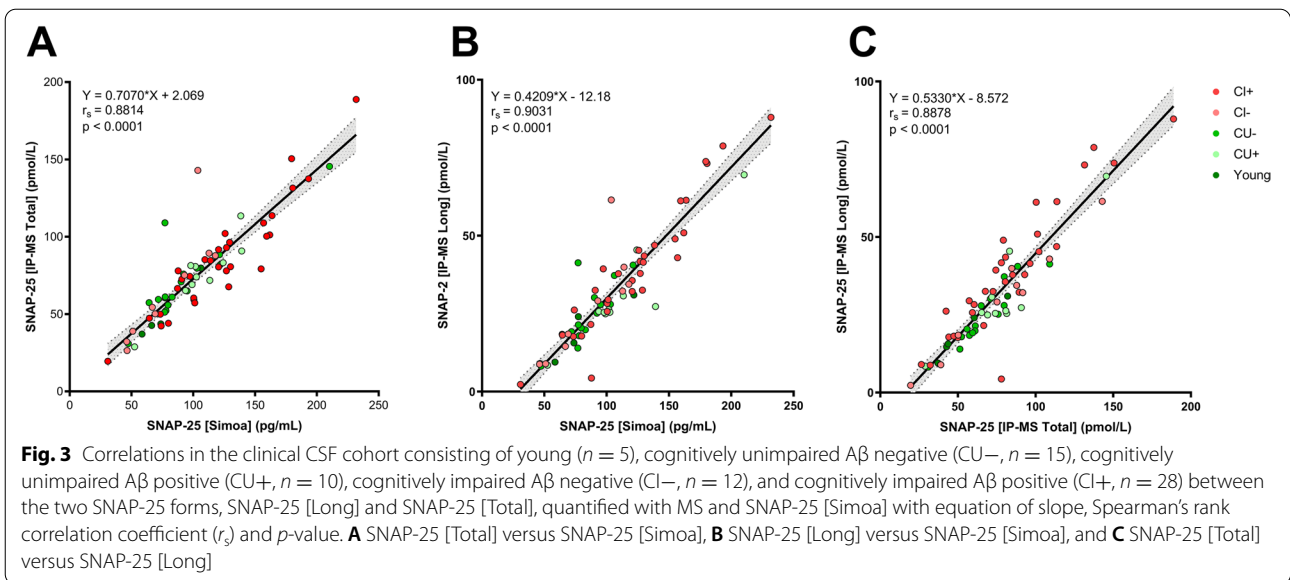 A
B
C
SNAP-25 [IP-MS Total] (pmol/L)
200
150
100
50
0
Y = 0.7070*X + 2.069
rs = 0.8814
p < 0.0001
0 50 100 150 200 250
SNAP-25 [Simoa] (pg/mL)
SNAP-2 [IP-MS Long] (pmol/L)
100
50
0
Y = 0.4209*X - 12.18
rs = 0.9031
p < 0.0001
0 50 100 150 200 250
SNAP-25 [Simoa] (pg/mL)
SNAP-25 [IP-MS Long] (pmol/L)
100
50
0
Y = 0.5330*X - 8.572
rs = 0.8878
p < 0.0001
0 50 100 150 200
SNAP-25 [IP-MS Total] (pmol/L)
CI+
CI-
CU-
CU+
Young
Fig. 3 Correlations in the clinical CSF cohort consisting of young (n = 5), cognitively unimpaired Aβ negative (CU−, n = 15), cognitively
unimpaired Aβ positive (CU+, n = 10), cognitively impaired Aβ negative (CI−, n = 12), and cognitively impaired Aβ positive (CI+, n = 28) between
the two SNAP-25 forms, SNAP-25 [Long] and SNAP-25 [Total], quantified with MS and SNAP-25 [Simoa] with equation of slope, Spearman's rank
correlation coefficient (rs) and p-value. A SNAP-25 [Total] versus SNAP-25 [Simoa], B SNAP-25 [Long] versus SNAP-25 [Simoa], and C SNAP-25 [Total]
versus SNAP-25 [Long]